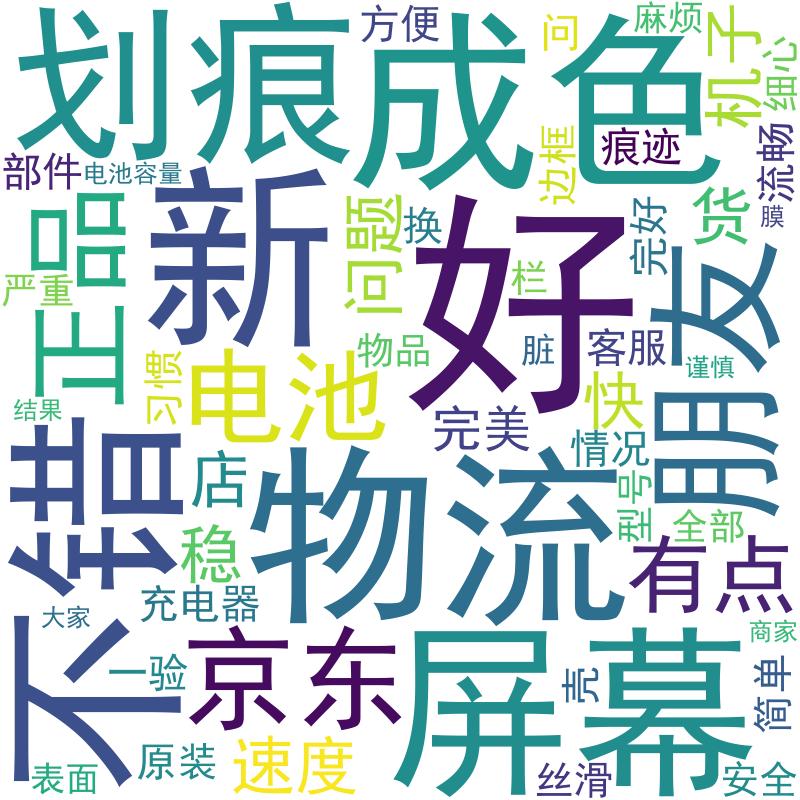 划痕
成色
方便
问
麻烦
机子
细心
痕迹
边框
流畅
部件
电池容量
新
正品
问题
换
好
完好
货
膜
严重
栏
朋友
物品
脏
客服
谨慎
习惯
电池
快
结果
完美
情况
不错
店
物流
型号
全部
稳
有点
充电器
大家
京东
屏幕
商家
一验
壳
简单
原装
速度
表面
丝滑
安全